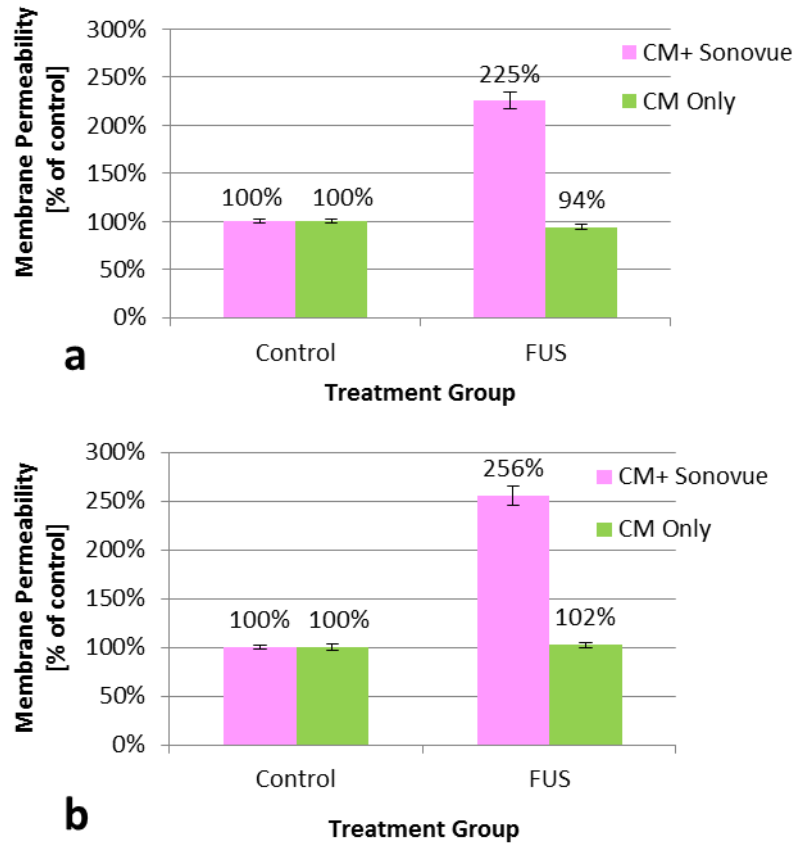 Membrane Permeability
[% of control]
300%
250%
200%
150%
100%
50%
0%
100%
100%
225%
94%
CM+ Sonovue
CM Only
Control
FUS
a
Treatment Group
Membrane Permeability
[% of control]
300%
250%
200%
150%
100%
50%
0%
100%
100%
256%
102%
CM+ Sonovue
CM Only
Control
FUS
b
Treatment Group